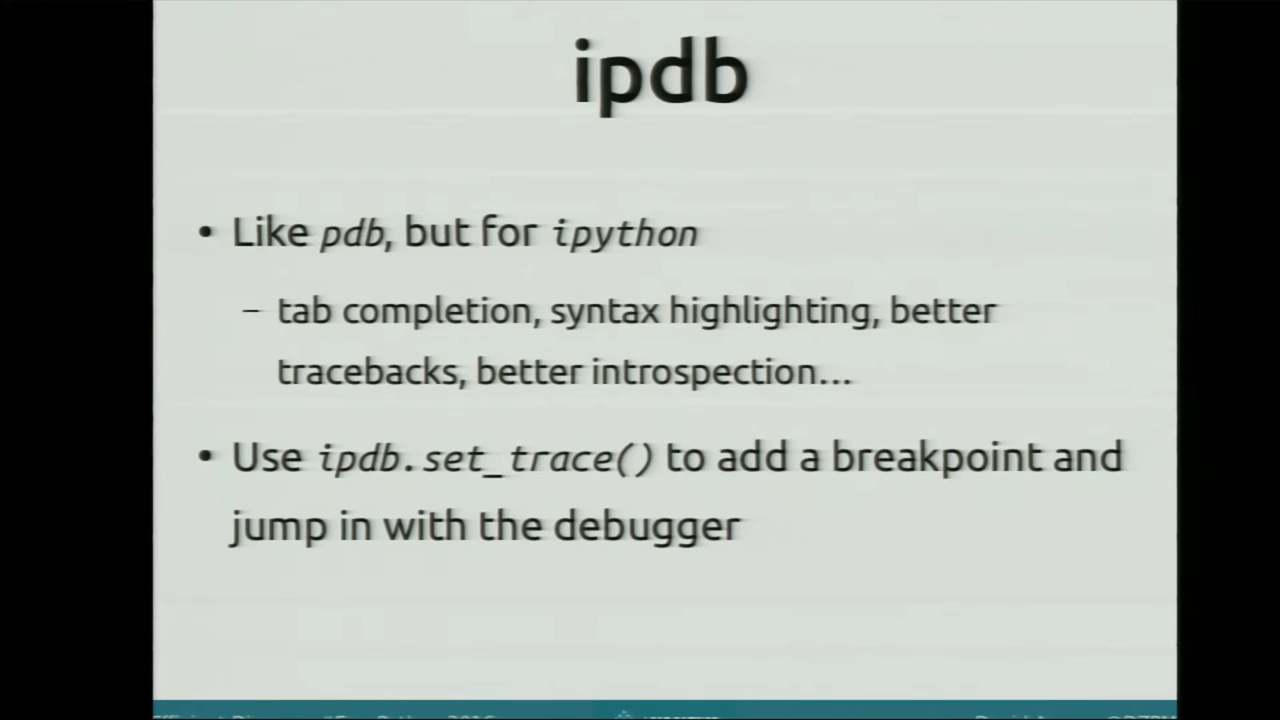 ipdb
• Like pdb, but for ipython
– tab completion, syntax highlighting, better
tracebacks, better introspection...
• Use ipdb.set_trace() to add a breakpoint and
jump in with the debugger